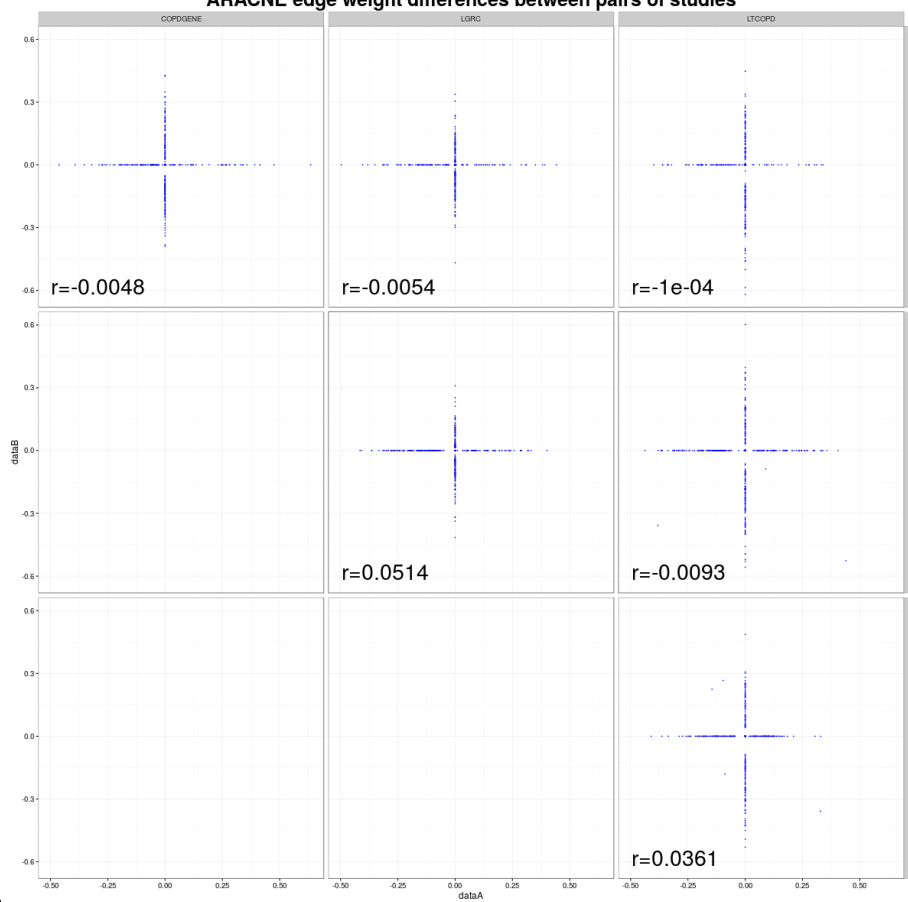 ARACNE edge weight differences between pairs of studies
COPDGENE LGRC LTCOPD
0.6
0.3
0.0
-0.3
-0.6
r=-0.0048 r=-0.0054 r=-1e-04
0.6
0.3
0.0
-0.3
-0.6
dataB
r=0.0514 r=-0.0093
0.6
0.3
0.0
-0.3
-0.6
r=0.0361
-0.50 -0.25 0.00 0.25 0.50 -0.50 -0.25 0.00 0.25 0.50 -0.50 -0.25 0.00 0.25 0.50
dataA